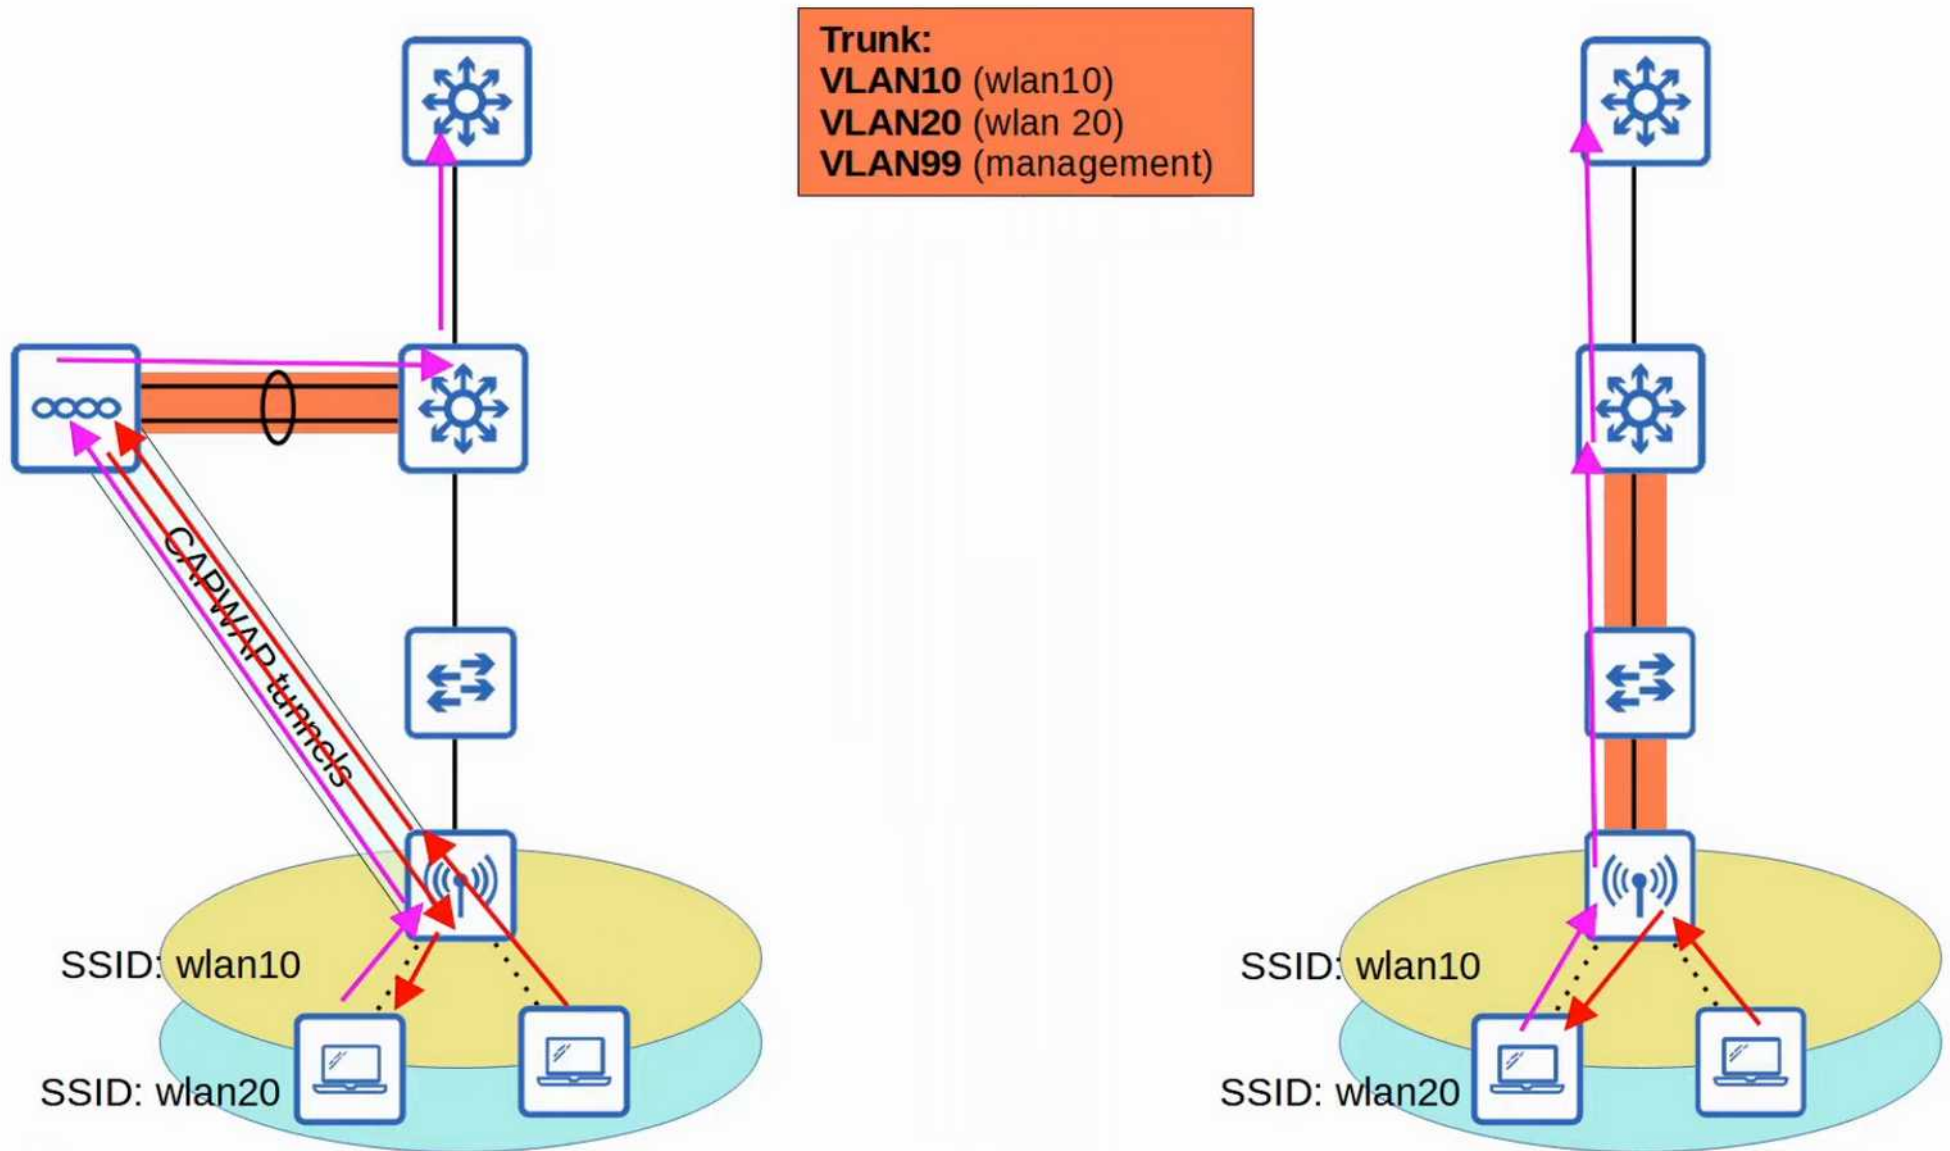 Trunk:
VLAN10 (wlan10)
VLAN20 (wlan 20)
VLAN99 (management)
CAPWAP tunnels
SSID: wlan10
SSID: wlan20
SSID: wlan10
SSID: wlan20